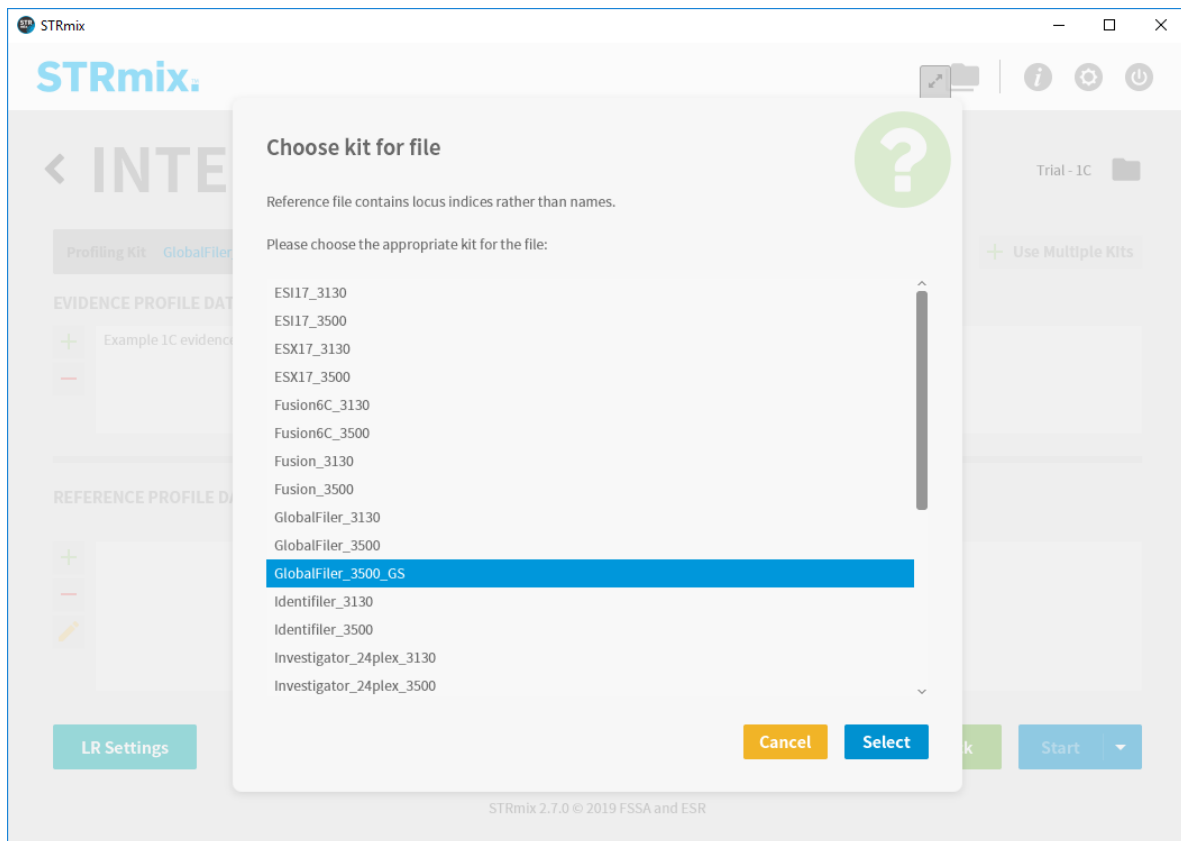 STRmix
STRmix
INTE
Trial - 1C
Profiling Kit GlobalFiler
Use Multiple Kits
EVIDENCE PROFILE DAT
Example 1C evidenc
REFERENCE PROFILE D
Choose kit for file
Reference file contains locus indices rather than names.
Please choose the appropriate kit for the file:
ESI17_3130
ESI17_3500
ESX17_3130
ESX17_3500
Fusion6C_3130
Fusion6C_3500
Fusion_3130
Fusion_3500
GlobalFiler_3130
GlobalFiler_3500
GlobalFiler_3500_GS
Identifiler_3130
Identifiler_3500
Investigator_24plex_3130
Investigator_24plex_3500
Cancel Select
LR Settings
k
Start
STRmix 2.7.0 © 2019 FSSA and ESR